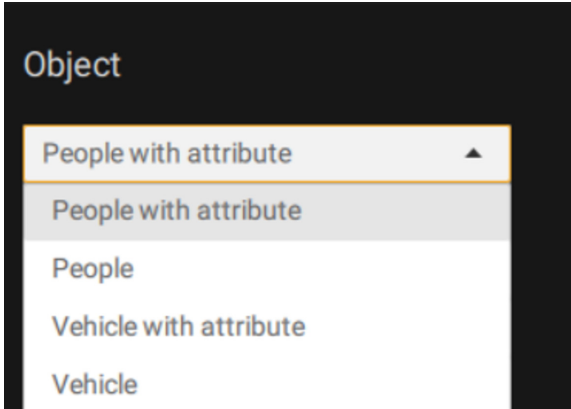 Object
People with attribute
People with attribute
People
Vehicle with attribute
Vehicle